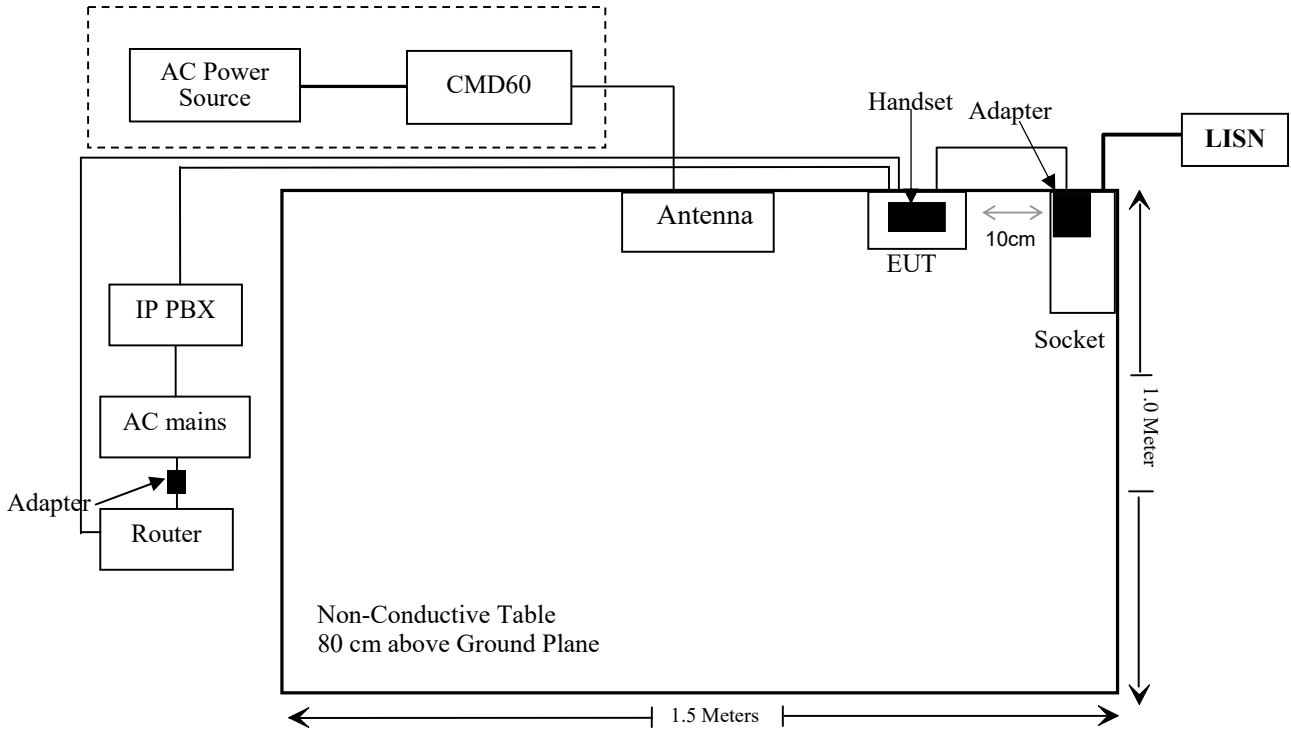 AC Power
Source
CMD60
Handset
Adapter
LISN
Antenna
10cm
EUT
IP PBX
Socket
AC mains
1.0 Meter
Adapter
Router
Non-Conductive Table
80 cm above Ground Plane
1.5 Meters